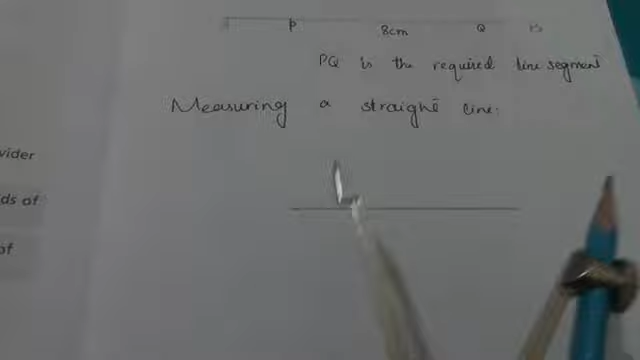 P 8cm Q B
PQ is the required line segment
Measuring a straight line:
vider
ds of
of